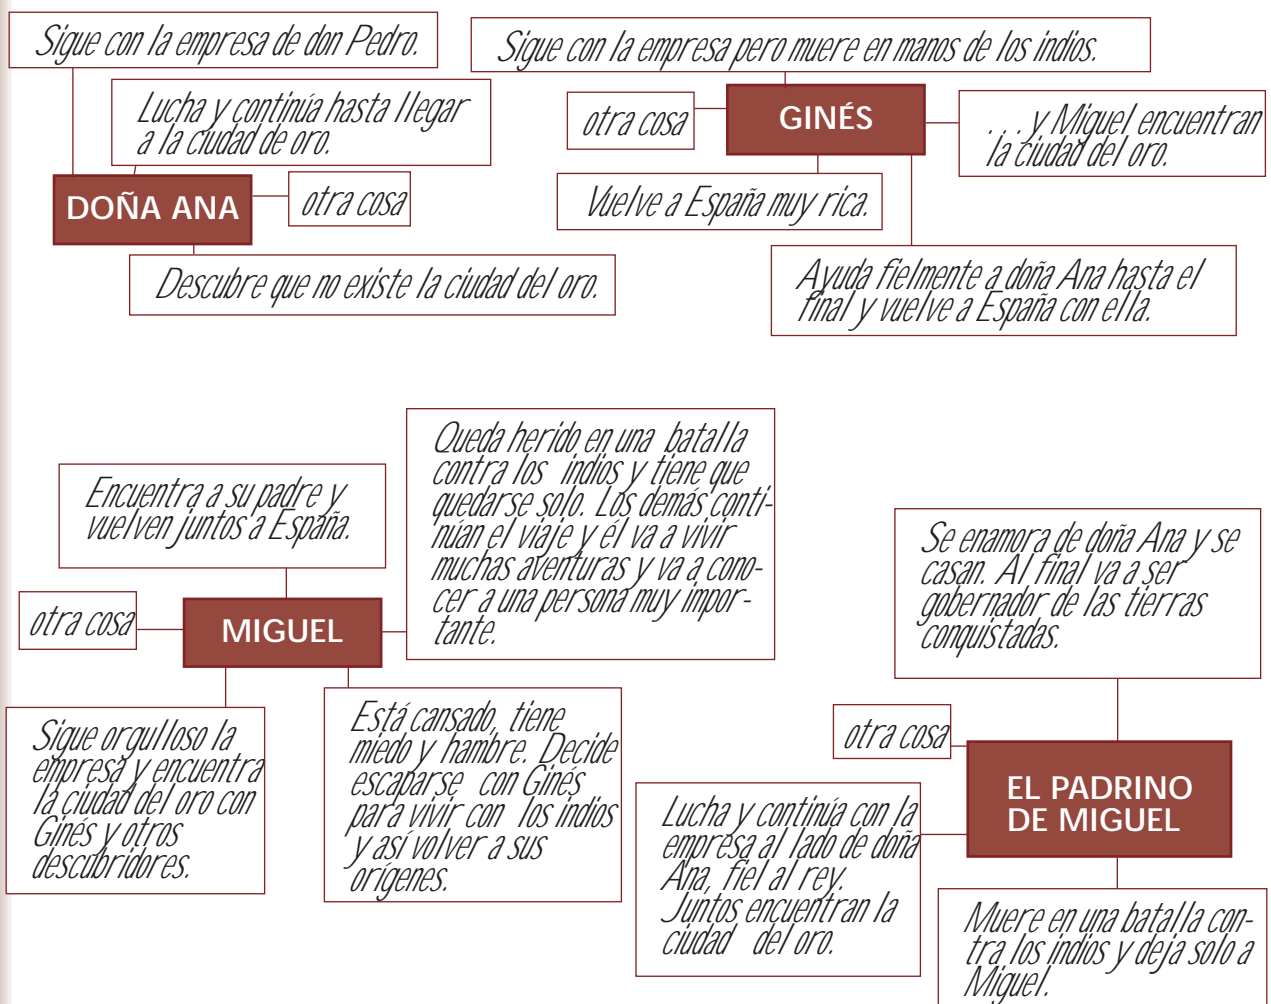 Sigue con la empresa de don Pedro.
Sigue con la empresa pero muere en manos de los indios.
Lucha y continúa hasta llegar
a la ciudad de oro.
otra cosa
GINÉS
. . . y Miguel encuentran
la ciudad del oro.
DOÑA ANA
otra cosa
Vuelve a España muy rica.
Descubre que no existe la ciudad del oro.
Ayuda fielmente a doña Ana hasta el
final y vuelve a España con ella.
Encuentra a su padre y
vuelven juntos a España.
Queda herido en una batalla
contra los indios y tiene que
quedarse solo. Los demás conti-
núan el viaje y él va a vivir
muchas aventuras y va a cono-
cer a una persona muy impor-
tante.
otra cosa
MIGUEL
Sigue orgulloso la
empresa y encuentra
la ciudad del oro con
Ginés y otros
descubridores.
Está cansado, tiene
miedo y hambre. Decide
escaparse con Ginés
para vivir con los indios
y así volver a sus
orígenes.
Se enamora de doña Ana y se
casan. Al final va a ser
gobernador de las tierras
conquistadas.
otra cosa
EL PADRINO
DE MIGUEL
Lucha y continúa con la
empresa al lado de doña
Ana, fiel al rey.
Juntos encuentran la
ciudad del oro.
Muere en una batalla con-
tra los indios y deja solo a
Miguel.